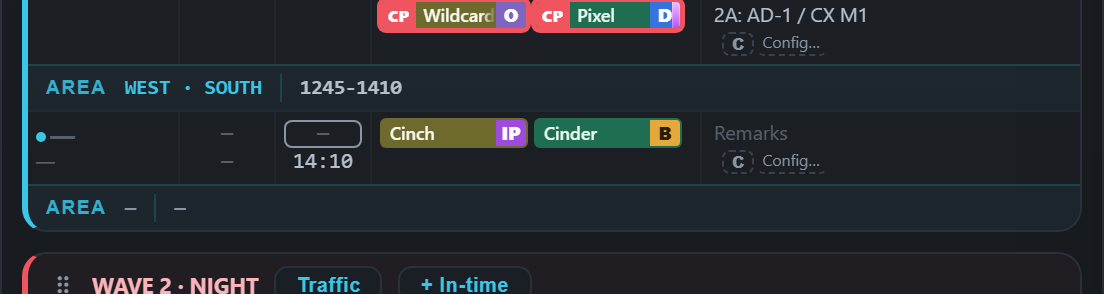 CP Wildcard O CP Pixel D 2A: AD-1 / CX M1
C Config...
AREA WEST · SOUTH 1245-1410
— — — Cinch IP Cinder B Remarks
— — 14:10 C Config...
AREA — —
WAVE 2 · NIGHT Traffic + In-time